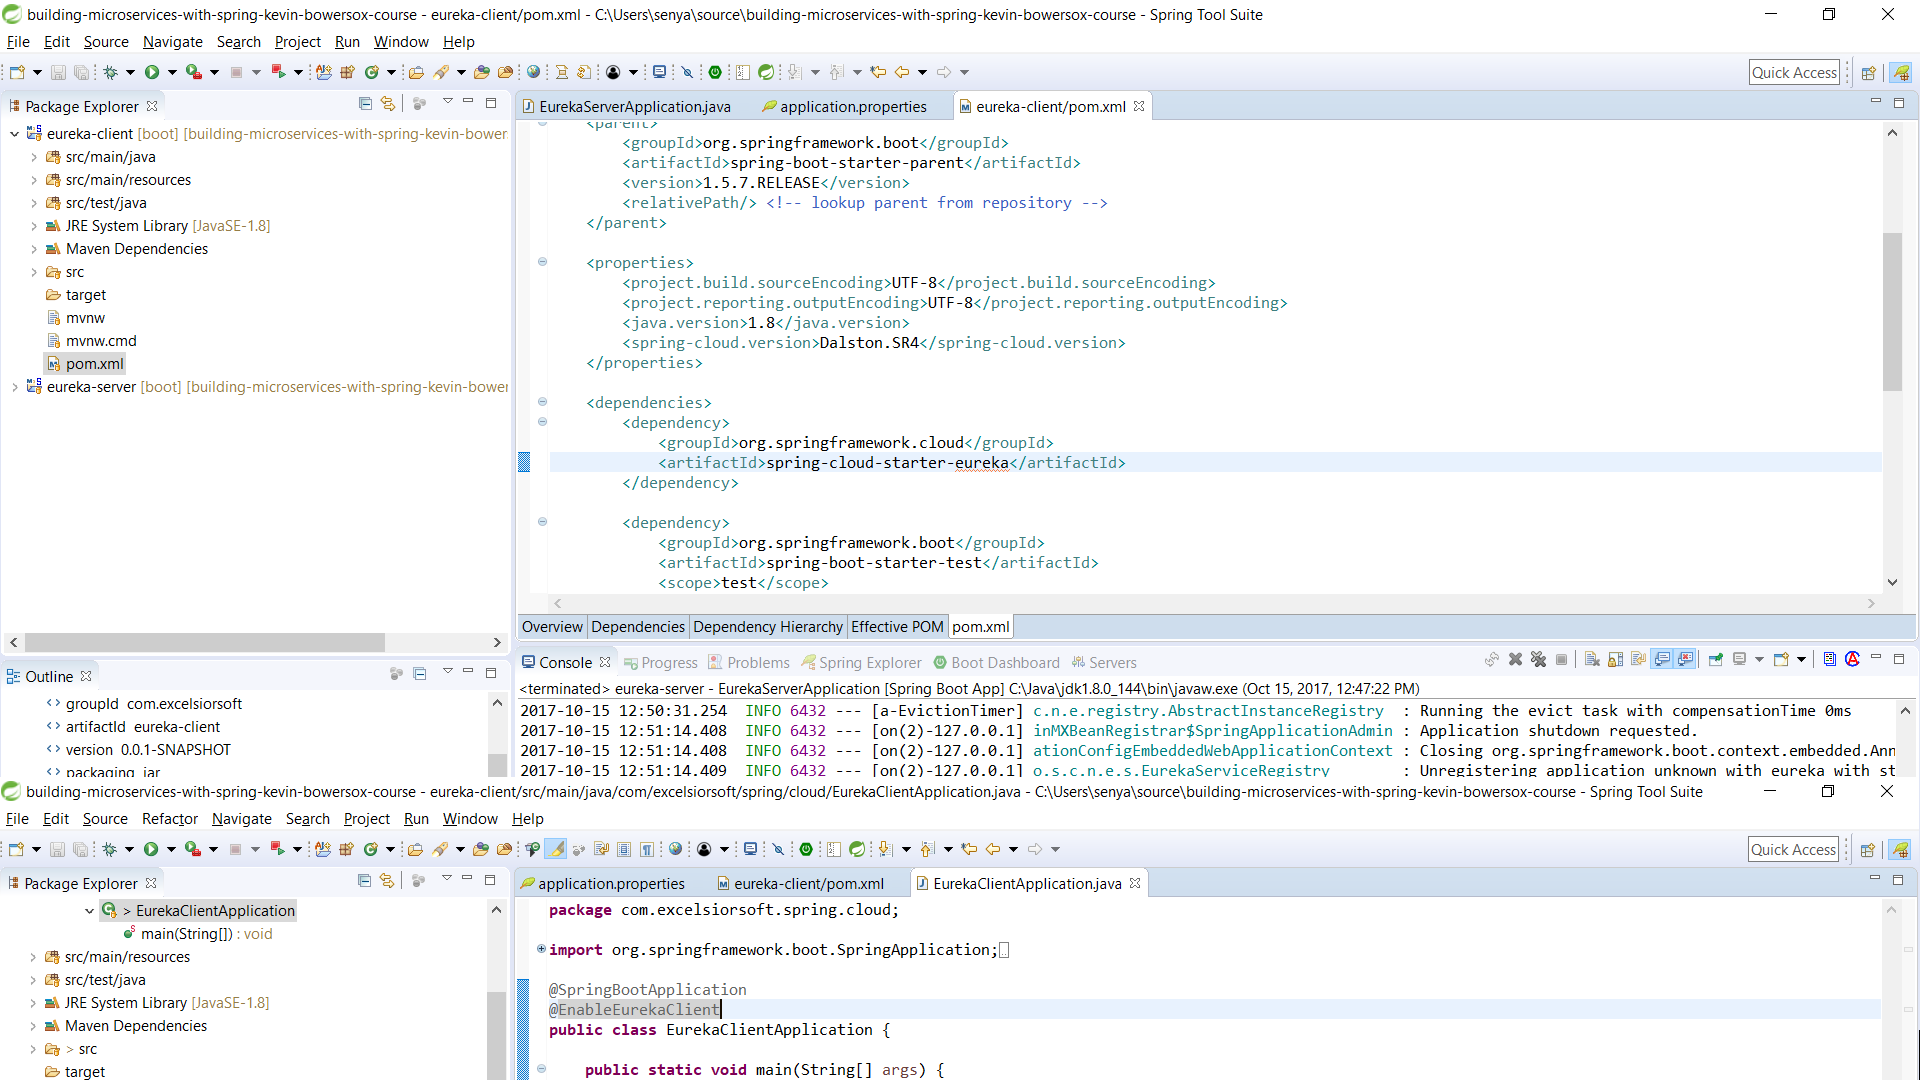 building-microservices-with-spring-kevin-bowersox-course - eureka-client/pom.xml - C:\Users\senya\source\building-microservices-with-spring-kevin-bowersox-course - Spring Tool Suite
File Edit Source Navigate Search Project Run Window Help
Quick Access
Package Explorer
eureka-client [boot] [building-microservices-with-spring-kevin-bower
src/main/java
src/main/resources
src/test/java
JRE System Library [JavaSE-1.8]
Maven Dependencies
src
target
mvnw
mvnw.cmd
pom.xml
eureka-server [boot] [building-microservices-with-spring-kevin-bower
EurekaServerApplication.java application.properties eureka-client/pom.xml
<parent>
<groupId>org.springframework.boot</groupId>
<artifactId>spring-boot-starter-parent</artifactId>
<version>1.5.7.RELEASE</version>
<relativePath/> <!-- lookup parent from repository -->
</parent>
<properties>
<project.build.sourceEncoding>UTF-8</project.build.sourceEncoding>
<project.reporting.outputEncoding>UTF-8</project.reporting.outputEncoding>
<java.version>1.8</java.version>
<spring-cloud.version>Dalston.SR4</spring-cloud.version>
</properties>
<dependencies>
<dependency>
<groupId>org.springframework.cloud</groupId>
<artifactId>spring-cloud-starter-eureka</artifactId>
</dependency>
<dependency>
<groupId>org.springframework.boot</groupId>
<artifactId>spring-boot-starter-test</artifactId>
<scope>test</scope>
Overview Dependencies Dependency Hierarchy Effective POM pom.xml
Outline
groupId com.excelsiorsoft
artifactId eureka-client
version 0.0.1-SNAPSHOT
packaging jar
Console Progress Problems Spring Explorer Boot Dashboard Servers
<terminated> eureka-server - EurekaServerApplication [Spring Boot App] C:\Java\jdk1.8.0_144\bin\javaw.exe (Oct 15, 2017, 12:47:22 PM)
2017-10-15 12:50:31.254 INFO 6432 --- [a-EvictionTimer] c.n.e.registry.AbstractInstanceRegistry : Running the evict task with compensationTime 0ms
2017-10-15 12:51:14.408 INFO 6432 --- [on(2)-127.0.0.1] inMXBeanRegistrar$SpringApplicationAdmin : Application shutdown requested.
2017-10-15 12:51:14.408 INFO 6432 --- [on(2)-127.0.0.1] ationConfigEmbeddedWebApplicationContext : Closing org.springframework.boot.context.embedded.Ann
2017-10-15 12:51:14.409 INFO 6432 --- [on(2)-127.0.0.1] o.s.c.n.e.s.EurekaServiceRegistry : Unregistering application unknown with eureka with st
building-microservices-with-spring-kevin-bowersox-course - eureka-client/src/main/java/com/excelsiorsoft/spring/cloud/EurekaClientApplication.java - C:\Users\senya\source\building-microservices-with-spring-kevin-bowersox-course - Spring Tool Suite
File Edit Source Refactor Navigate Search Project Run Window Help
Quick Access
Package Explorer
> EurekaClientApplication
main(String[]) : void
src/main/resources
src/test/java
JRE System Library [JavaSE-1.8]
Maven Dependencies
> src
target
application.properties eureka-client/pom.xml EurekaClientApplication.java
package com.excelsiorsoft.spring.cloud;
import org.springframework.boot.SpringApplication;
@SpringBootApplication
@EnableEurekaClient
public class EurekaClientApplication {
public static void main(String[] args) {